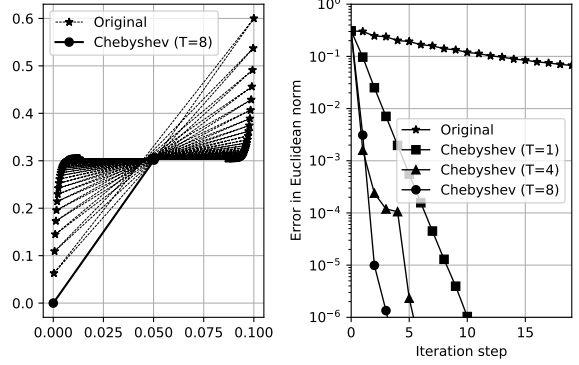 Original
Chebyshev (T=8)
0.6
0.5
0.4
0.3
0.2
0.1
0.0
0.000
0.025
0.050
0.075
0.100
Error in Euclidean norm
10⁰
10⁻¹
10⁻²
10⁻³
10⁻⁴
10⁻⁵
10⁻⁶
Original
Chebyshev (T=1)
Chebyshev (T=4)
Chebyshev (T=8)
0
5
10
15
Iteration step